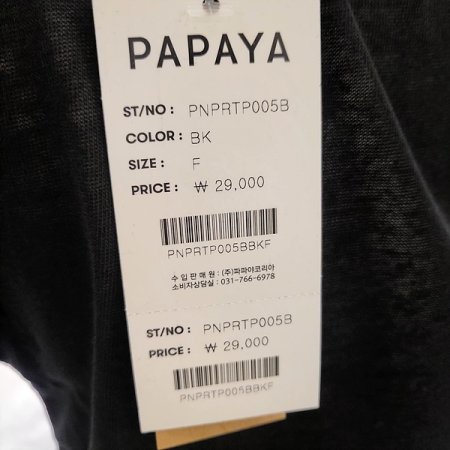 PAPAYA
ST/NO : PNPRTP005B
COLOR : BK
SIZE : F
PRICE : ₩ 29,000
PNPRTP005BBKF
수 입 판 매 원 : (주)파파야코리아
소비자상담실 : 031-766-6978
ST/NO : PNPRTP005B
PRICE : ₩ 29,000
PNPRTP005BBKF